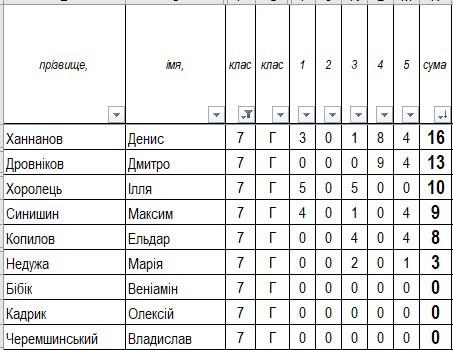 прізвище, імя, клас клас 1 2 3 4 5 сума
Ханнанов Денис 7 Г 3 0 1 8 4 16
Дровніков Дмитро 7 Г 0 0 0 9 4 13
Хоролець Ілля 7 Г 5 0 5 0 0 10
Синишин Максим 7 Г 4 0 1 0 4 9
Копилов Ельдар 7 Г 0 0 4 0 4 8
Недужа Марія 7 Г 0 0 2 0 1 3
Бібік Веніамін 7 Г 0 0 0 0 0 0
Кадрик Олексій 7 Г 0 0 0 0 0 0
Черемшинський Владислав 7 Г 0 0 0 0 0 0